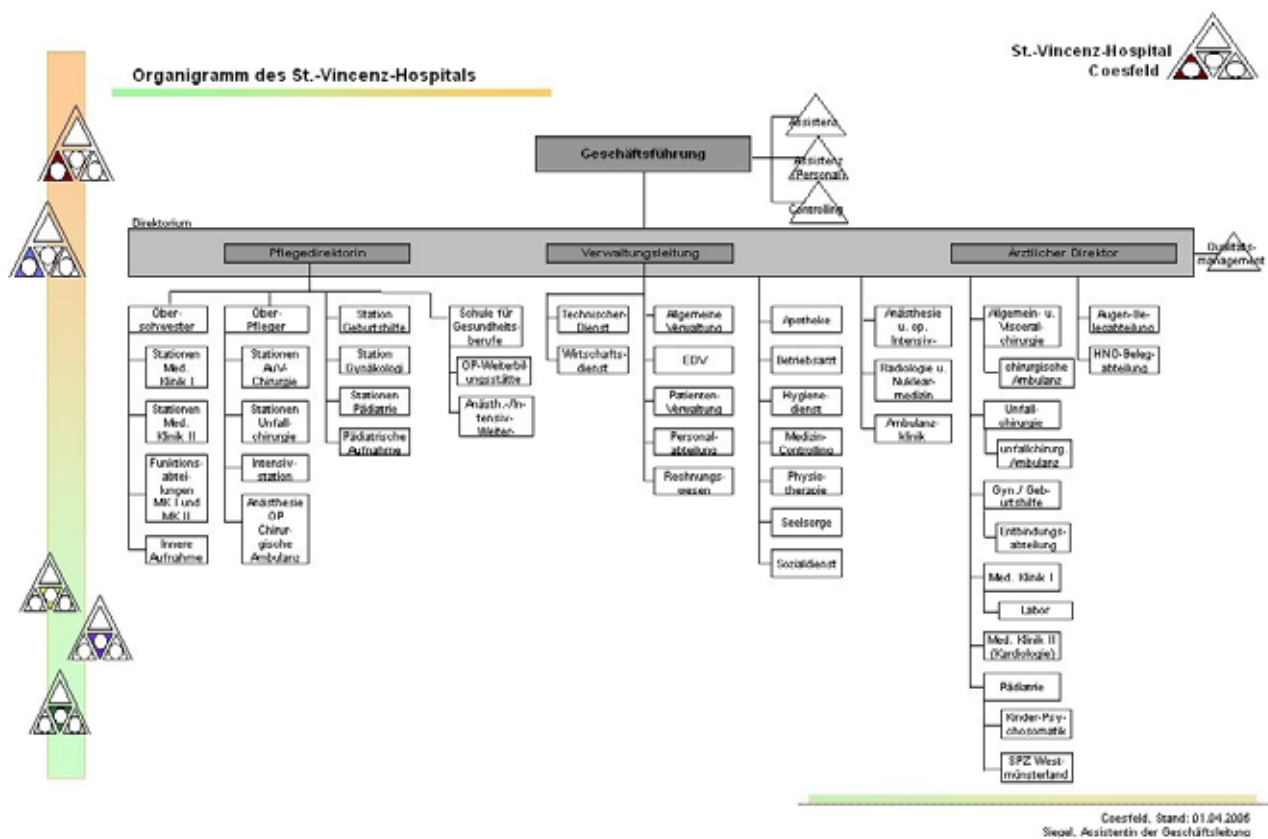 St.-Vincenz-Hospital
Coesfeld
Organigramm des St.-Vincenz-Hospitals
Assistenz
Geschäftsführung
Assistenz
(Personal)
Controlling
Direktorium
Pflegedirektorin
Verwaltungsleitung
Ärztlicher Direktor
Qualitäts-
management
Ober-
schwester
Stationen
Med.
Klinik I
Stationen
Med.
Klinik II
Funktions-
abtei-
lungen
MK I und
MK II
Innere
Aufnahme
Ober-
Pfleger
Stationen
A/V-
Chirurgie
Stationen
Unfall-
chirurgie
Intensiv-
station
Anästhesie
OP
Chirur-
gische
Ambulanz
Station
Geburtshilfe
Station
Gynäkologi
Stationen
Pädiatrie
Pädiatrische
Aufnahme
Schule für
Gesundheits
berufe
OP-Weiterbil
ungsstätte
Anästh.-/In-
tensiv-
Weiter-
Technischer
Dienst
Wirtschafts-
dienst
Allgemeine
Verwaltung
EDV
Patienten-
Verwaltung
Personal-
abteilung
Rechnungs-
wesen
Apotheke
Betriebsarzt
Hygiene-
dienst
Medizin-
Controlling
Physio-
therapie
Seelsorge
Sozialdienst
Anästhesie
u. op.
Intensiv-
Radiologie u.
Nuklear-
medizin
Ambulanz-
klinik
Allgemein- u.
Visceral-
chirurgie
chirurgische
Ambulanz
Unfall-
chirurgie
unfallchirurg.
Ambulanz
Gyn./ Geb-
urtshilfe
Entbindungs-
abteilung
Med. Klinik I
Labor
Med. Klinik II
(Kardiologie)
Pädiatrie
Kinder-Psy-
chosomatik
SPZ West-
münsterland
Augen-Be-
legabteilung
HNO-Beleg-
abteilung
Coesfeld, Stand: 01.04.2006
Siegel, Assistentin der Geschäftsleitung